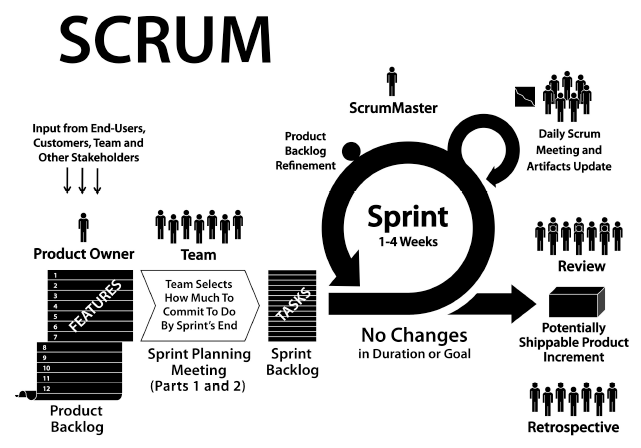 SCRUM
Input from End-Users,
Customers, Team and
Other Stakeholders
Product Owner
Team
1
2
3
4
5
6
7
FEATURES
8
9
10
11
12
Product
Backlog
Team Selects
How Much To
Commit To Do
By Sprint's End
Sprint Planning
Meeting
(Parts 1 and 2)
TASKS
Sprint
Backlog
ScrumMaster
Product
Backlog
Refinement
Sprint
1-4 Weeks
No Changes
in Duration or Goal
Daily Scrum
Meeting and
Artifacts Update
Review
Potentially
Shippable Product
Increment
Retrospective